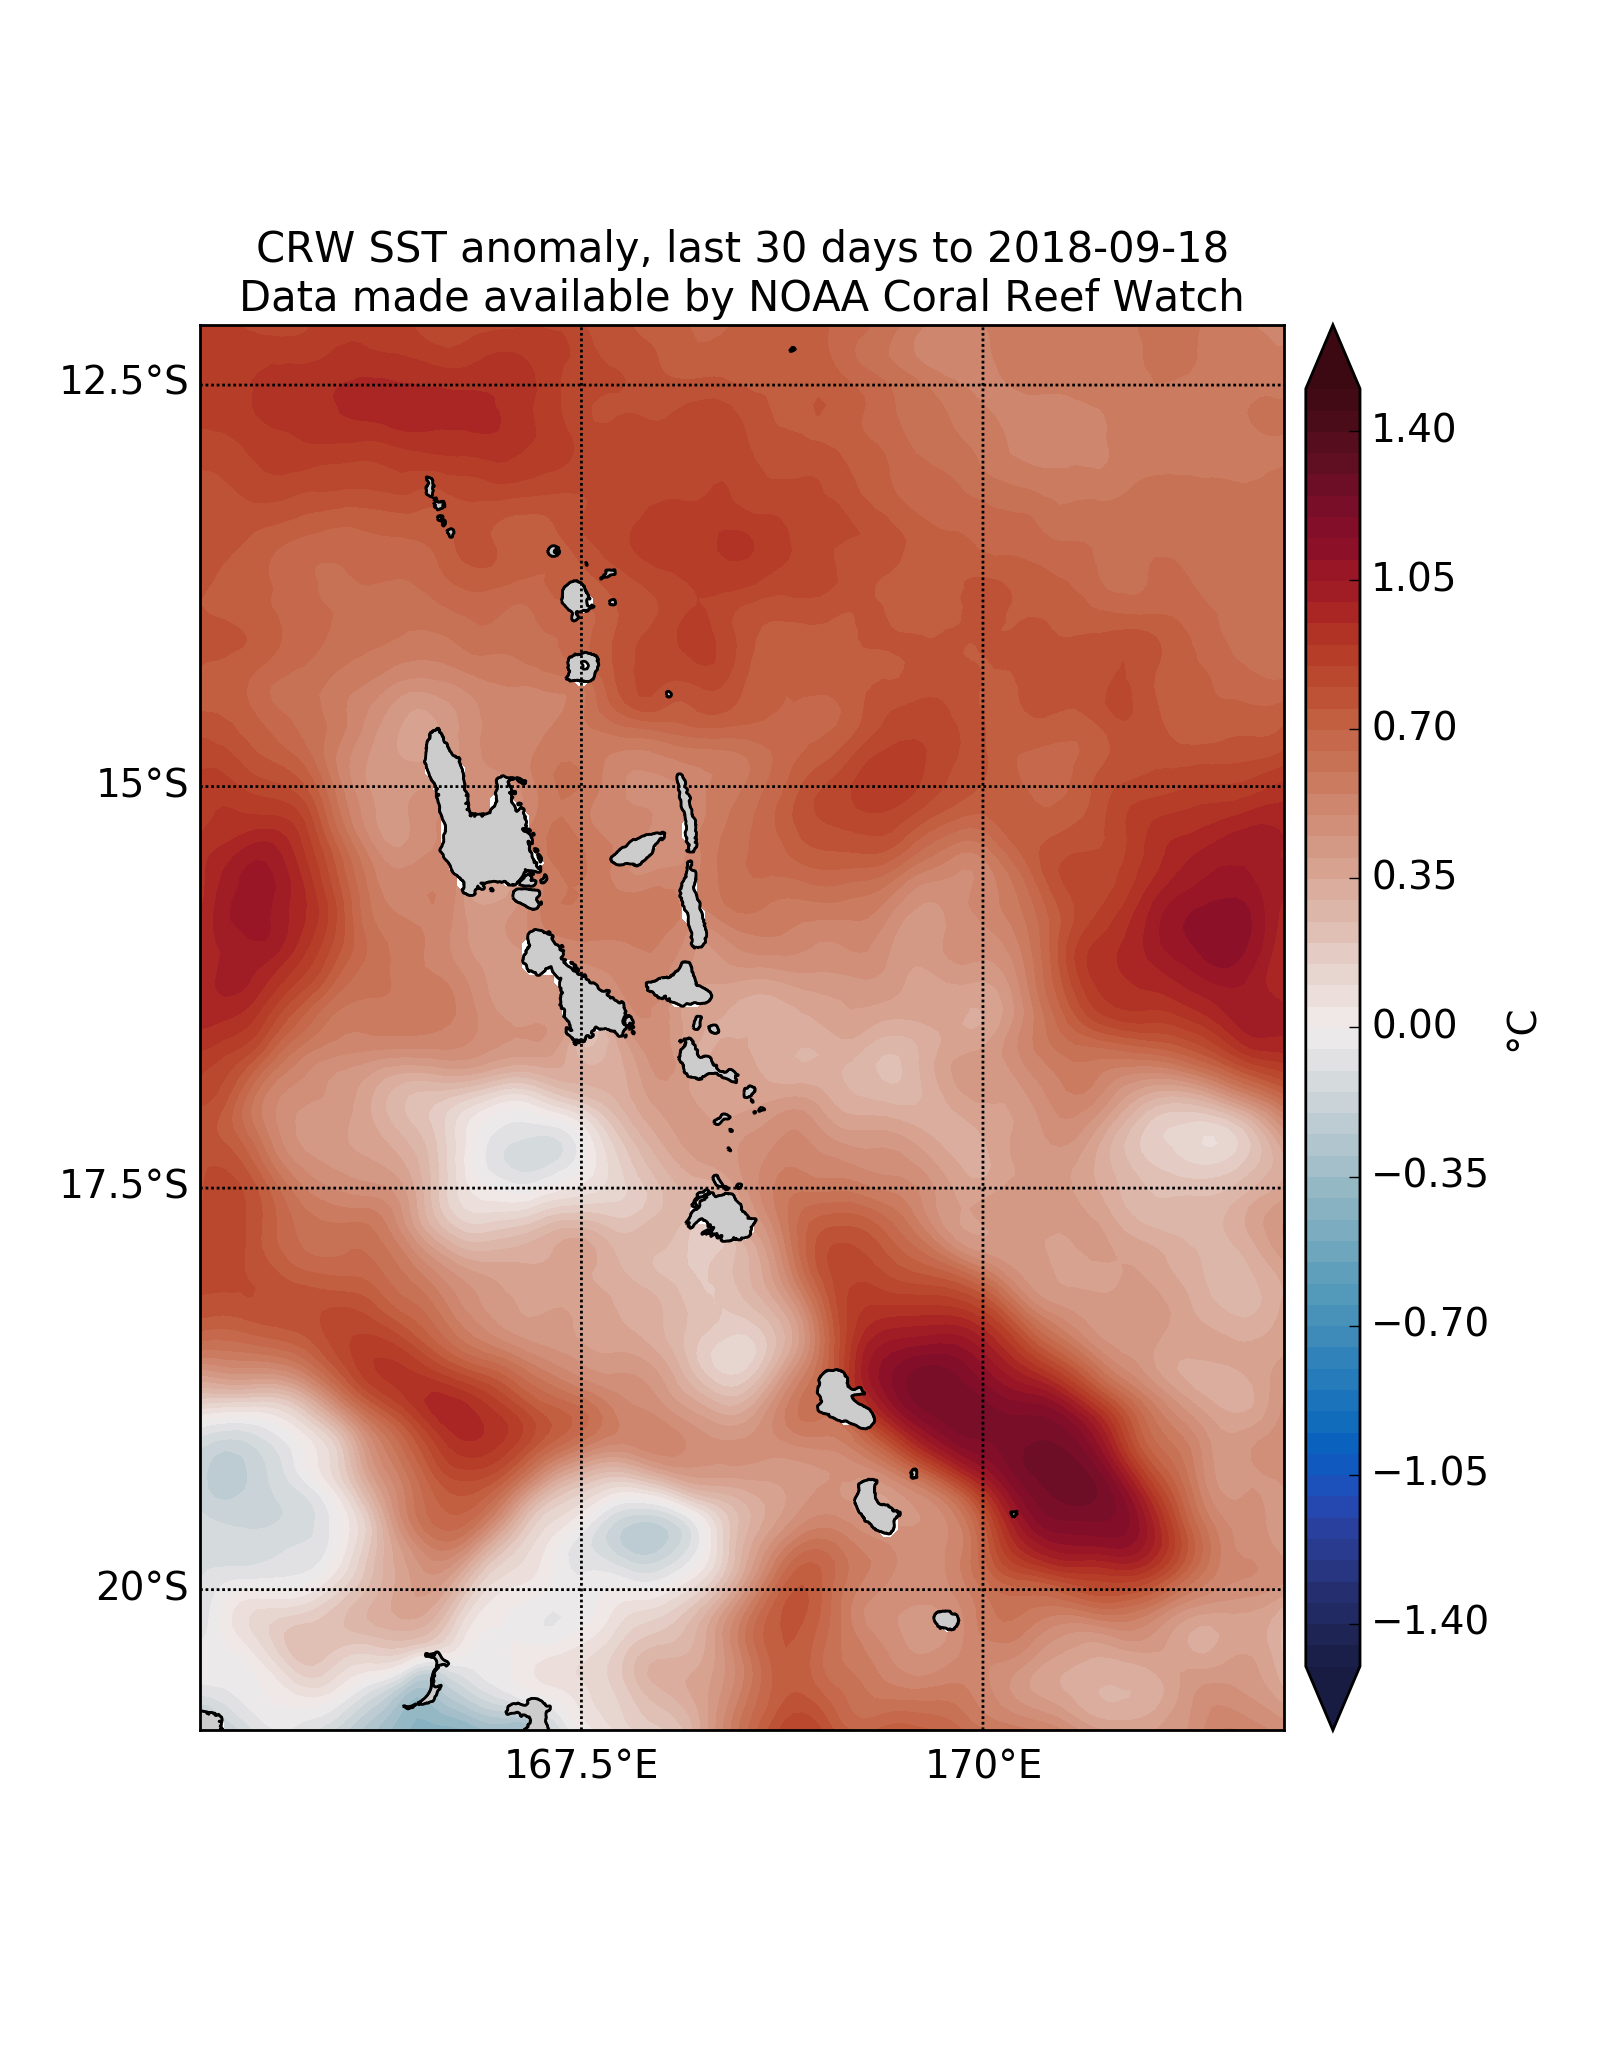 CRW SST anomaly, last 30 days to 2018-09-18
Data made available by NOAA Coral Reef Watch
12.5°S
15°S
17.5°S
20°S
167.5°E
170°E
1.40
1.05
0.70
0.35
0.00
−0.35
−0.70
−1.05
−1.40
°C